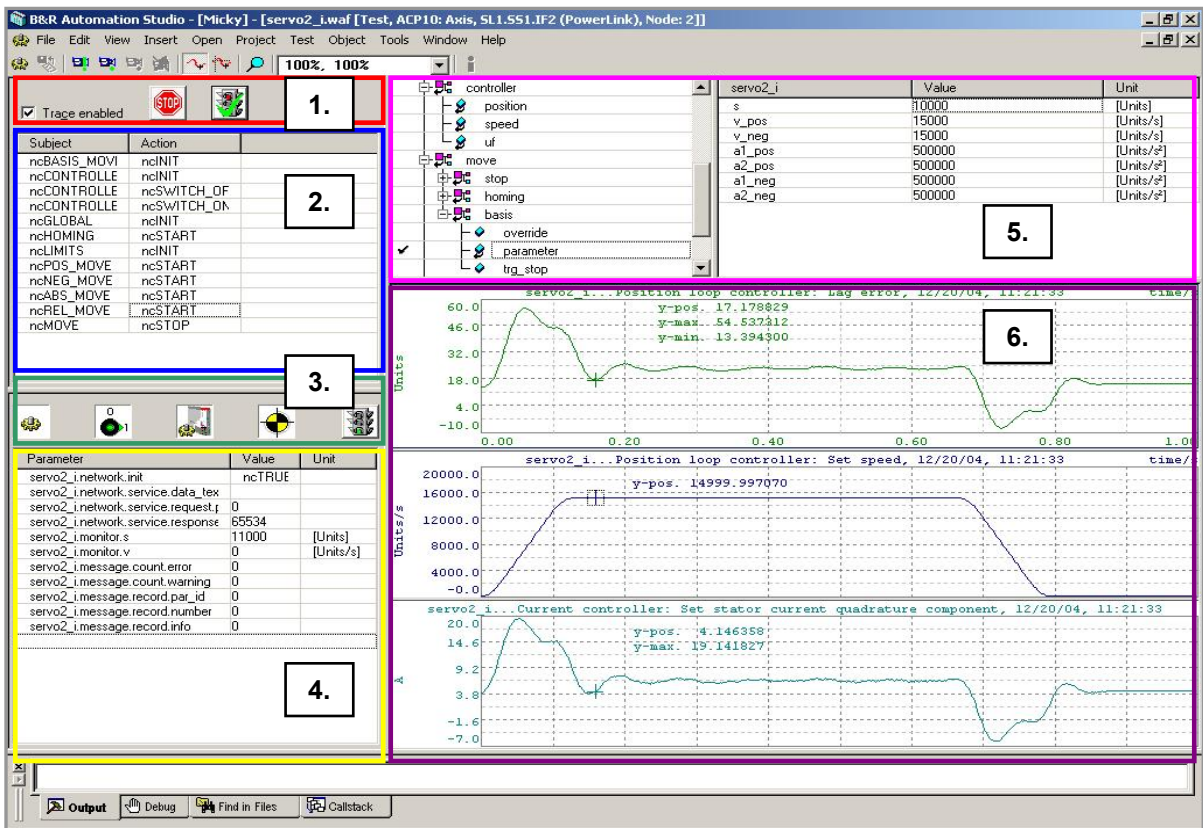 B&R Automation Studio - [Micky] - [servo2_i.waf [Test, ACP10: Axis, SL1.SS1.IF2 (PowerLink), Node: 2]]
File Edit View Insert Open Project Test Object Tools Window Help
100%, 100%
Trace enabled
STOP
1.
Subject Action
ncBASIS_MOVI ncINIT
ncCONTROLLE ncINIT
ncCONTROLLE ncSWITCH_OF
ncCONTROLLE ncSWITCH_ON
ncGLOBAL ncINIT
ncHOMING ncSTART
ncLIMITS ncINIT
ncPOS_MOVE ncSTART
ncNEG_MOVE ncSTART
ncABS_MOVE ncSTART
ncREL_MOVE ncSTART
ncMOVE ncSTOP
2.
3.
0
1
Parameter Value Unit
servo2_i.network.init ncTRUE
servo2_i.network.service.data_tex
servo2_i.network.service.request.p 0
servo2_i.network.service.response 65534
servo2_i.monitor.s 11000 [Units]
servo2_i.monitor.v 0 [Units/s]
servo2_i.message.count.error 0
servo2_i.message.count.warning 0
servo2_i.message.record.par_id 0
servo2_i.message.record.number 0
servo2_i.message.record.info 0
4.
controller
position
speed
uf
move
stop
homing
basis
override
parameter
trg_stop
servo2_i Value Unit
s 10000 [Units]
v_pos 15000 [Units/s]
v_neg 15000 [Units/s]
a1_pos 500000 [Units/s²]
a2_pos 500000 [Units/s²]
a1_neg 500000 [Units/s²]
a2_neg 500000 [Units/s²]
5.
servo2_i...Position loop controller: Lag error, 12/20/04, 11:21:33 time/s
y-pos. 17.178829
y-max. 54.537312
y-min. 13.394300
6.
Units
60.0
46.0
32.0
18.0
4.0
-10.0
0.00 0.20 0.40 0.60 0.80 1.00
servo2_i...Position loop controller: Set speed, 12/20/04, 11:21:33 time/s
y-pos. 14999.997070
Units/s
20000.0
16000.0
12000.0
8000.0
4000.0
-0.0
servo2_i...Current controller: Set stator current quadrature component, 12/20/04, 11:21:33
y-pos. 4.146358
y-max. 19.141827
A
20.0
14.6
9.2
3.8
-1.6
-7.0
Output Debug Find in Files Callstack